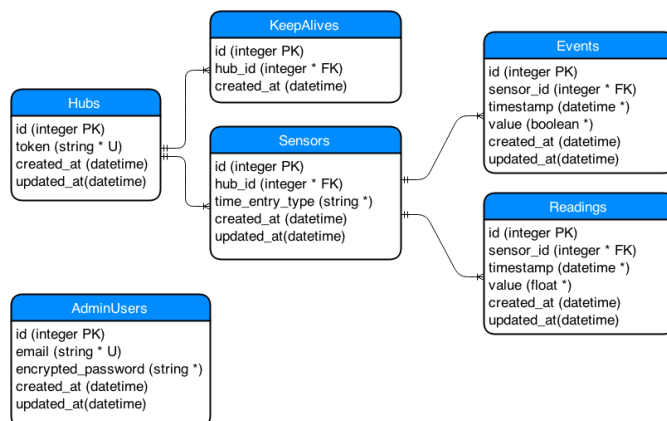 KeepAlives
id (integer PK)
hub_id (integer * FK)
created_at (datetime)
Events
id (integer PK)
sensor_id (integer * FK)
timestamp (datetime *)
value (boolean *)
created_at (datetime)
updated_at(datetime)
Hubs
id (integer PK)
token (string * U)
created_at (datetime)
updated_at(datetime)
Sensors
id (integer PK)
hub_id (integer * FK)
time_entry_type (string *)
created_at (datetime)
updated_at(datetime)
Readings
id (integer PK)
sensor_id (integer * FK)
timestamp (datetime *)
value (float *)
created_at (datetime)
updated_at(datetime)
AdminUsers
id (integer PK)
email (string * U)
encrypted_password (string *)
created_at (datetime)
updated_at(datetime)